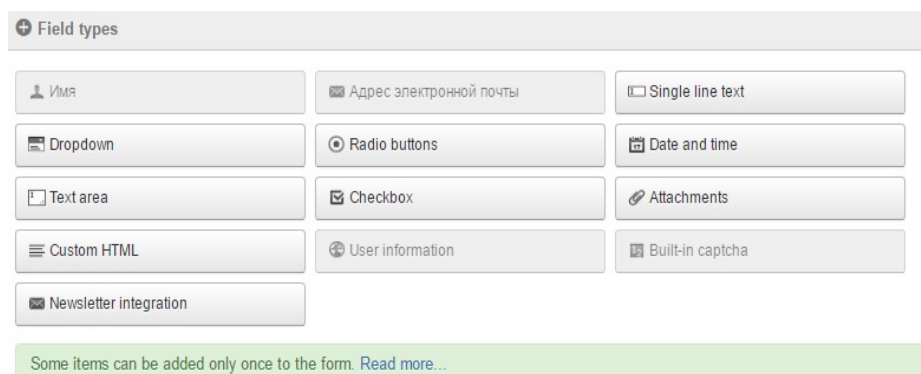 Field types
Имя
Адрес электронной почты
Single line text
Dropdown
Radio buttons
Date and time
Text area
Checkbox
Attachments
Custom HTML
User information
Built-in captcha
Newsletter integration
Some items can be added only once to the form. Read more...